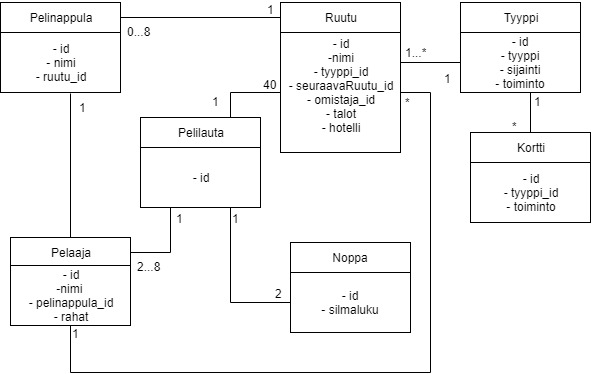 Pelinappula
- id
- nimi
- ruutu_id
1
0...8
Ruutu
- id
-nimi
- tyyppi_id
- seuraavaRuutu_id
- omistaja_id
- talot
- hotelli
1...*
1
Tyyppi
- id
- tyyppi
- sijainti
- toiminto
40
*
1
1
1
*
Pelilauta
- id
Kortti
- id
- tyyppi_id
- toiminto
1
1
Pelaaja
- id
-nimi
- pelinappula_id
- rahat
2...8
Noppa
- id
- silmaluku
2
1